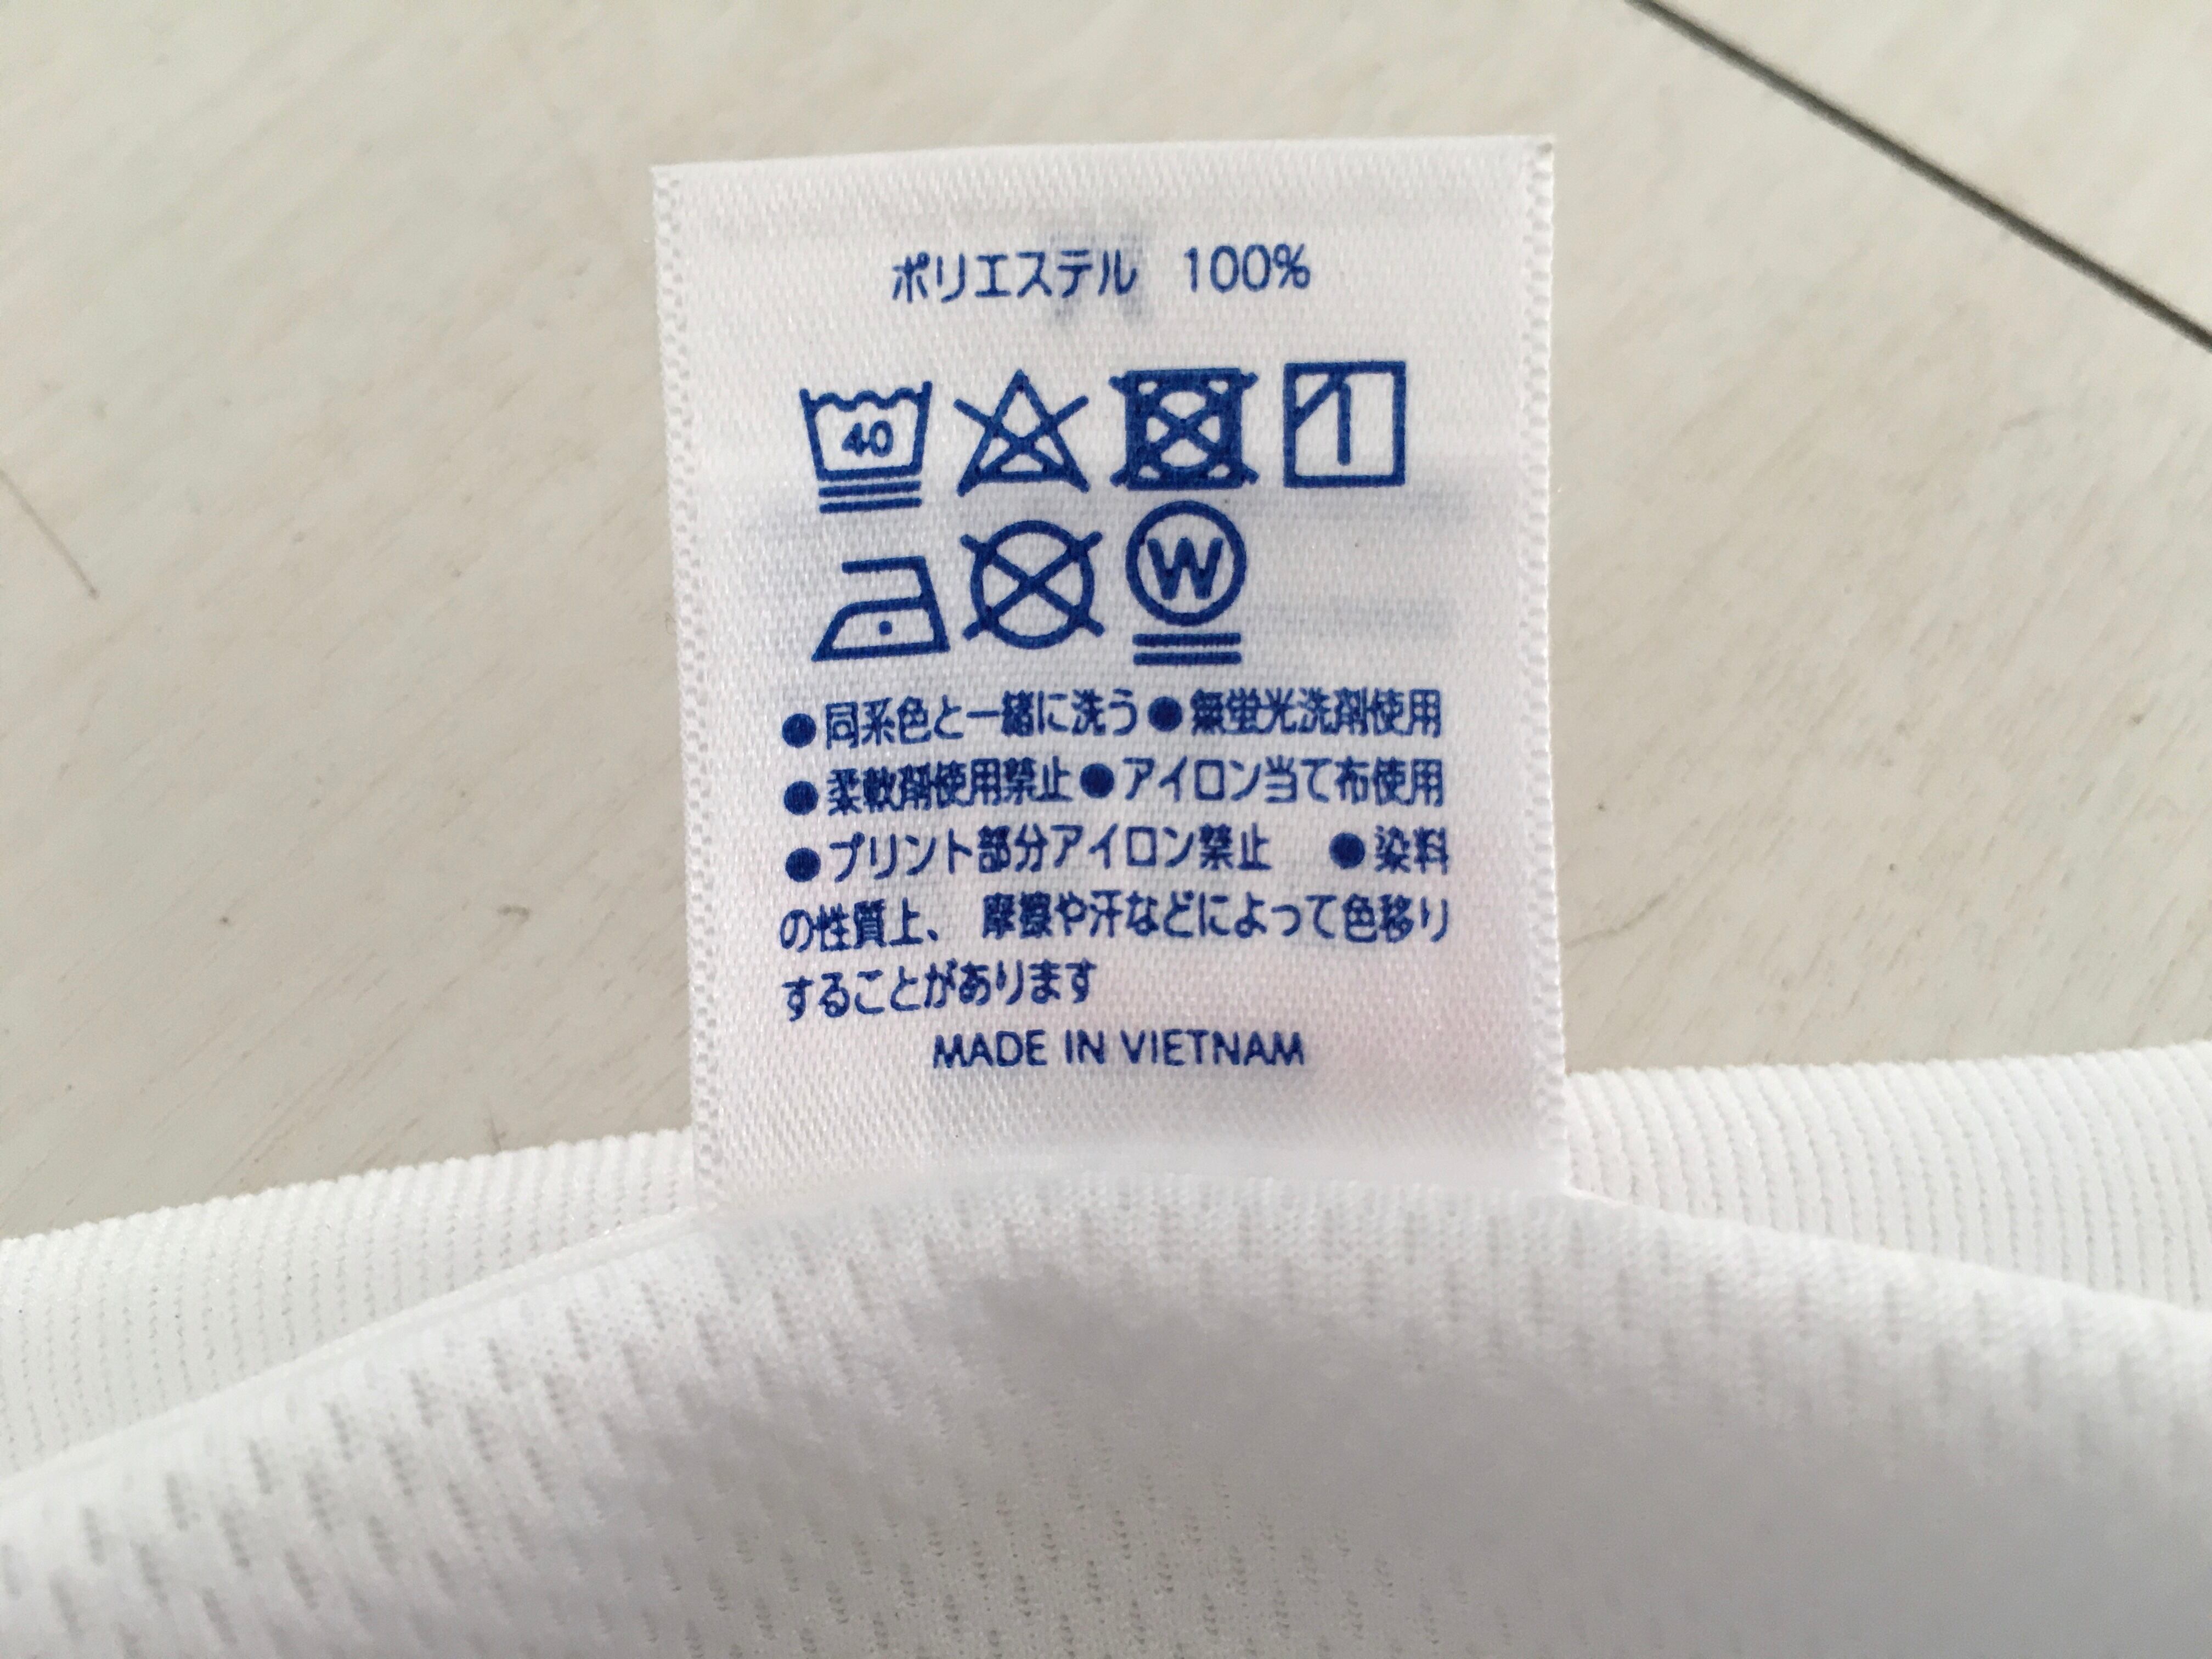 ポリエステル 100%
40
W
●同系色と一緒に洗う●無蛍光洗剤使用
●柔軟剤使用禁止●アイロン当て布使用
●プリント部分アイロン禁止 ●染料
の性質上、摩擦や汗などによって色移り
することがあります
MADE IN VIETNAM